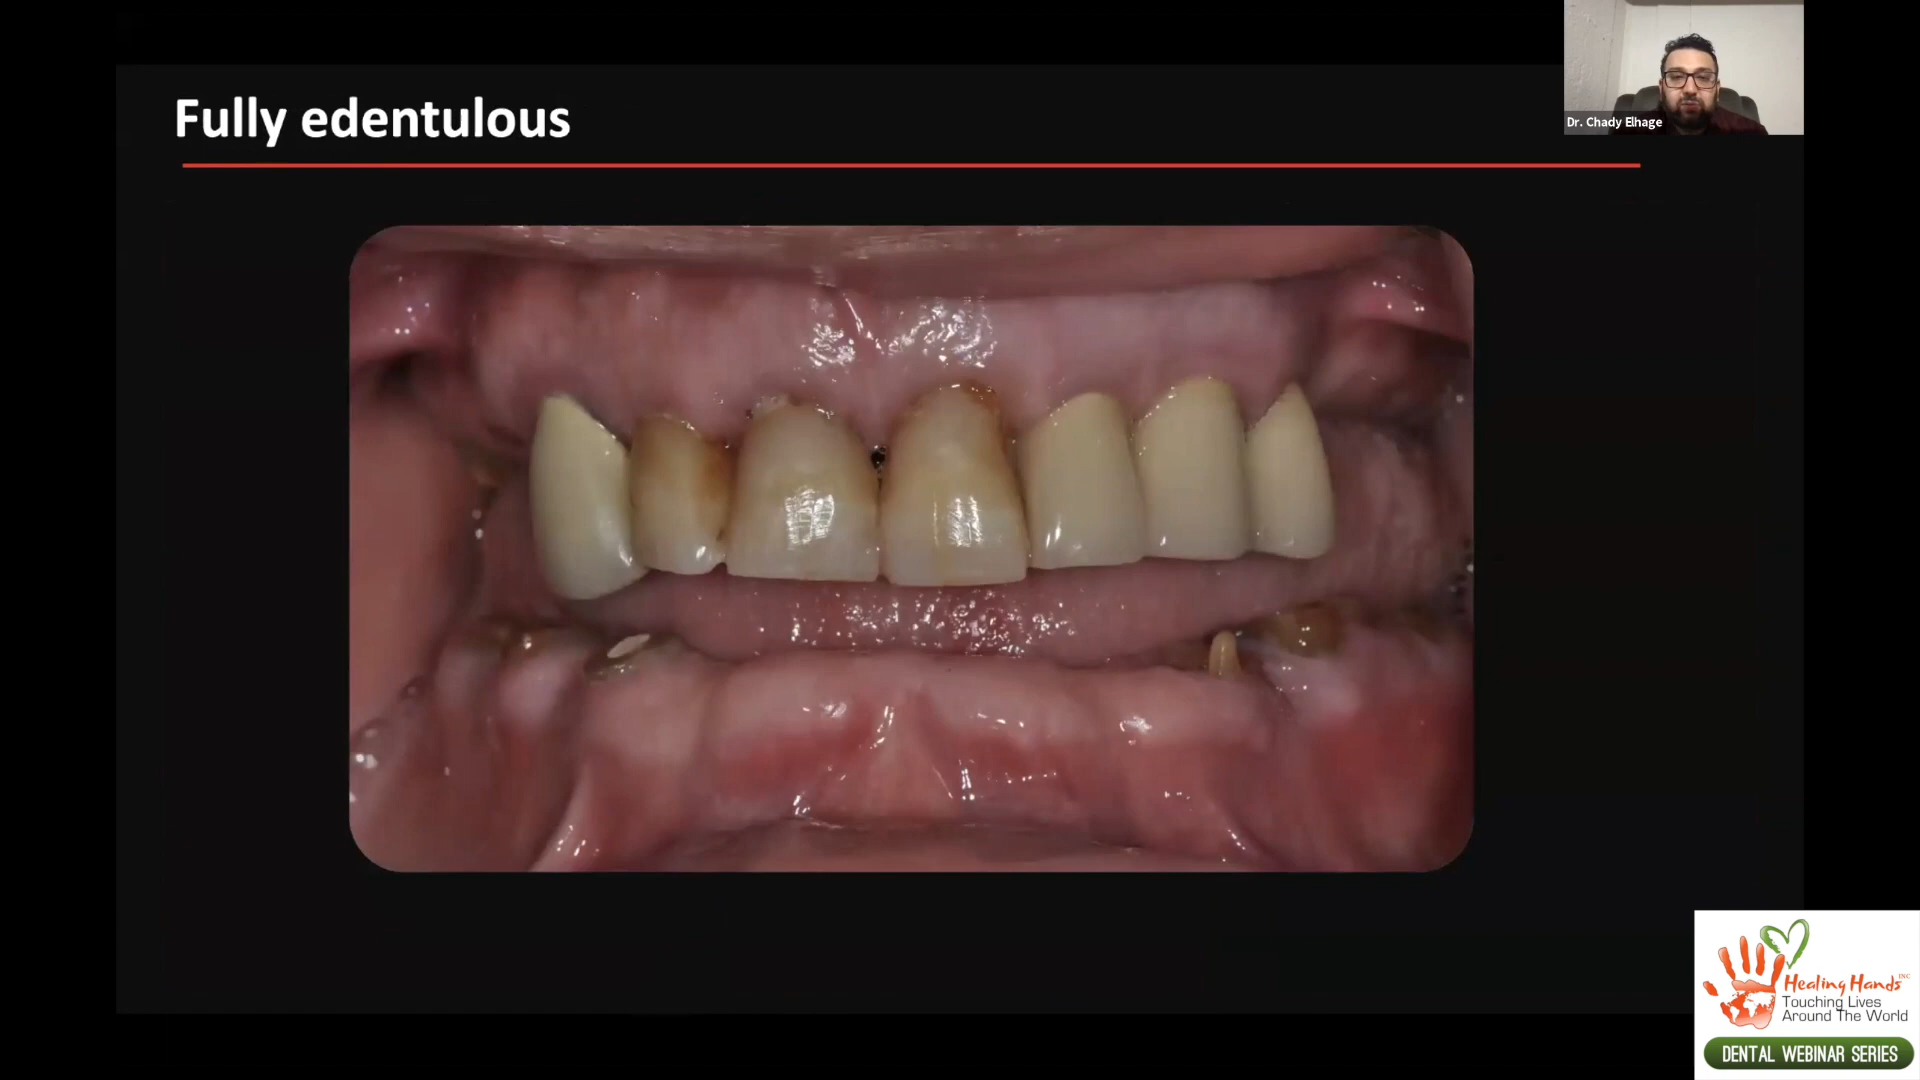 Fully edentulous
Dr. Chady Elhage
Healing Hands INC
Touching Lives
Around The World
DENTAL WEBINAR SERIES